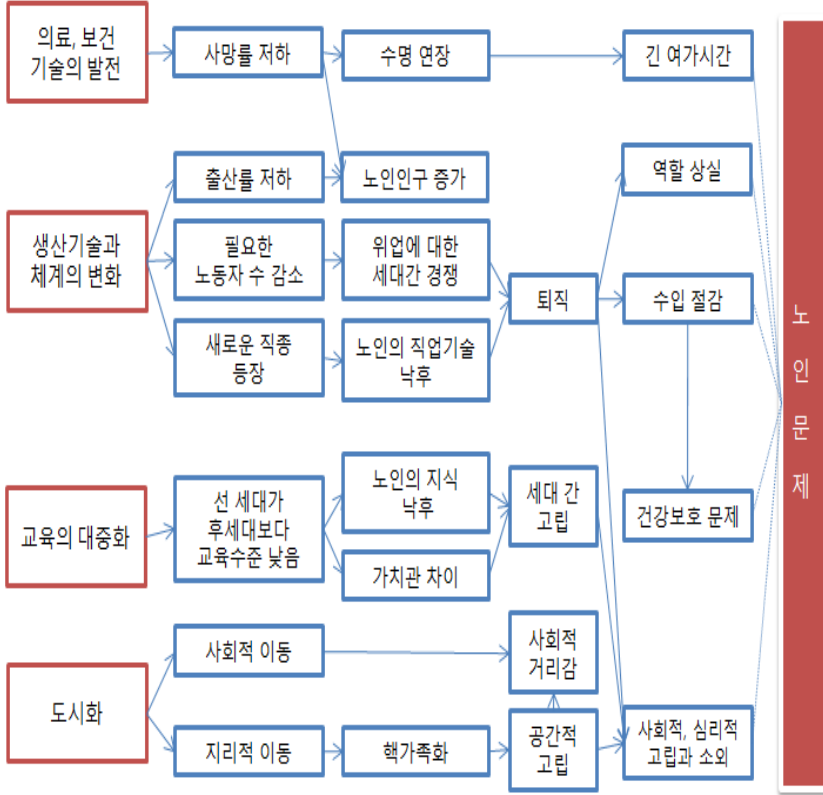 의료, 보건
기술의 발전
사망률 저하
수명 연장
긴 여가시간
출산률 저하
노인인구 증가
역할 상실
생산기술과
체계의 변화
필요한
노동자 수 감소
위업에 대한
세대간 경쟁
퇴직
수입 절감
새로운 직종
등장
노인의 직업기술
낙후
교육의 대중화
선 세대가
후세대보다
교육수준 낮음
노인의 지식
낙후
가치관 차이
세대 간
고립
건강보호 문제
도시화
사회적 이동
사회적
거리감
지리적 이동
핵가족화
공간적
고립
사회적, 심리적
고립과 소외
노
인
문
제